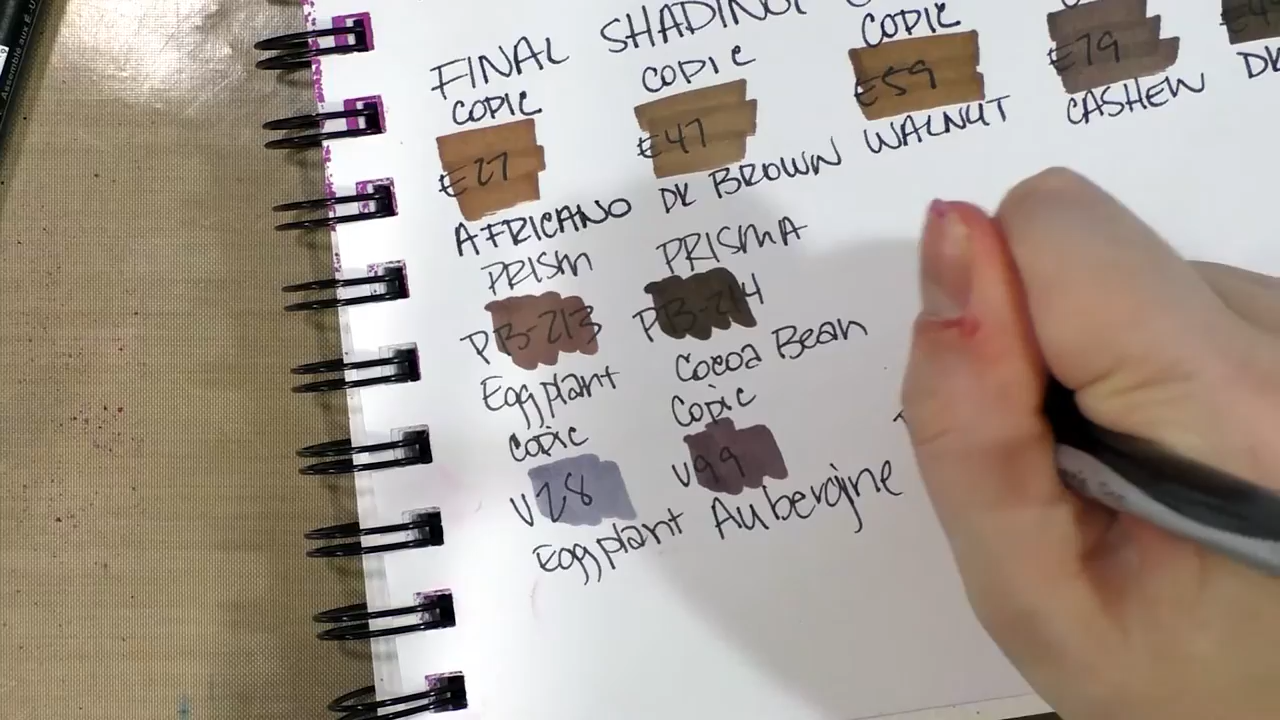 FINAL SHADING
COPIC COPIC COPIC
E27 E47 E59 E79
AFRICANO DK BROWN WALNUT CASHEW DK
PRISM PRISMA
PB-213 PB-214
Eggplant Cocoa Bean
Copic Copic
V28 V99
Eggplant Aubergine